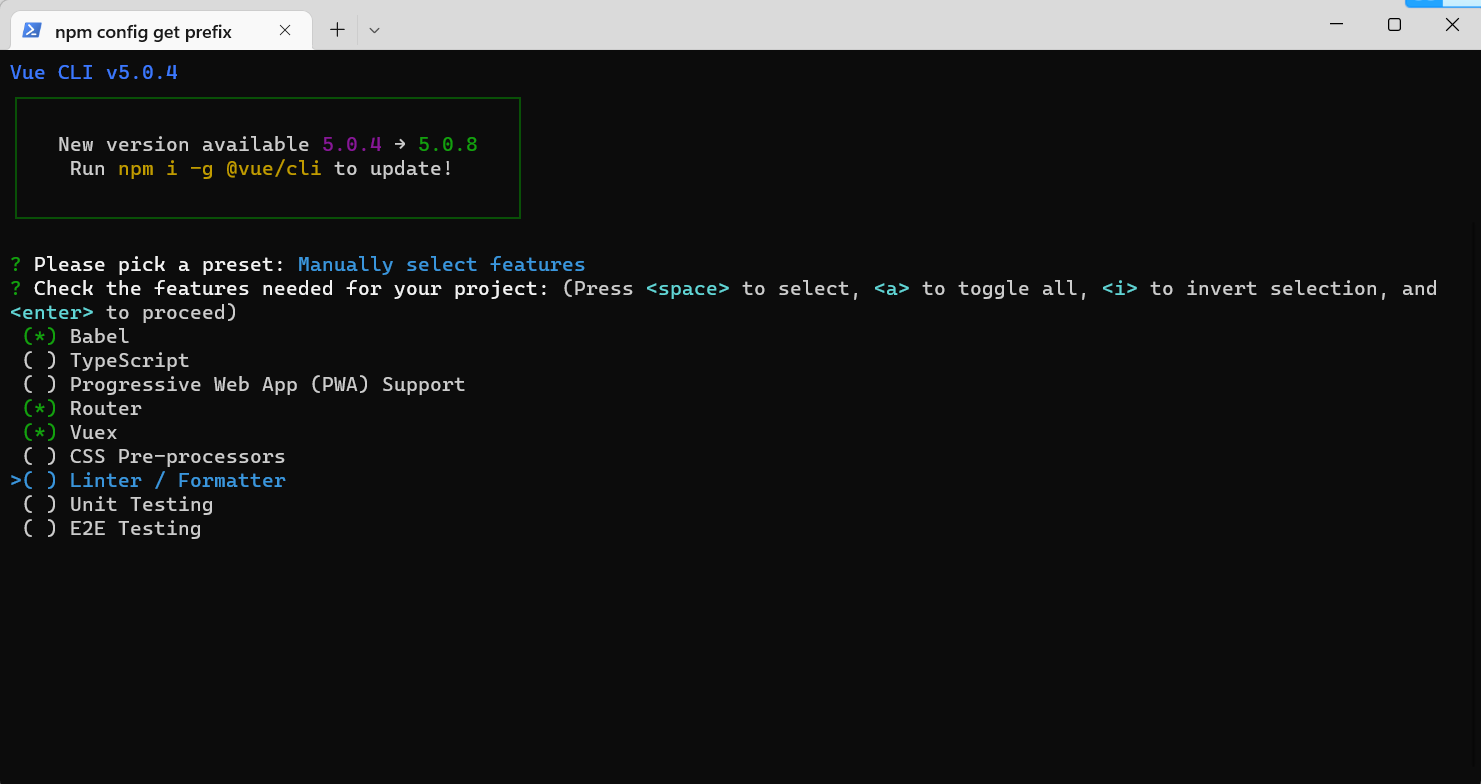 npm config get prefix
Vue CLI v5.0.4
New version available 5.0.4 → 5.0.8
Run npm i -g @vue/cli to update!
? Please pick a preset: Manually select features
? Check the features needed for your project: (Press <space> to select, <a> to toggle all, <i> to invert selection, and
<enter> to proceed)
(*) Babel
( ) TypeScript
( ) Progressive Web App (PWA) Support
(*) Router
(*) Vuex
( ) CSS Pre-processors
>( ) Linter / Formatter
( ) Unit Testing
( ) E2E Testing